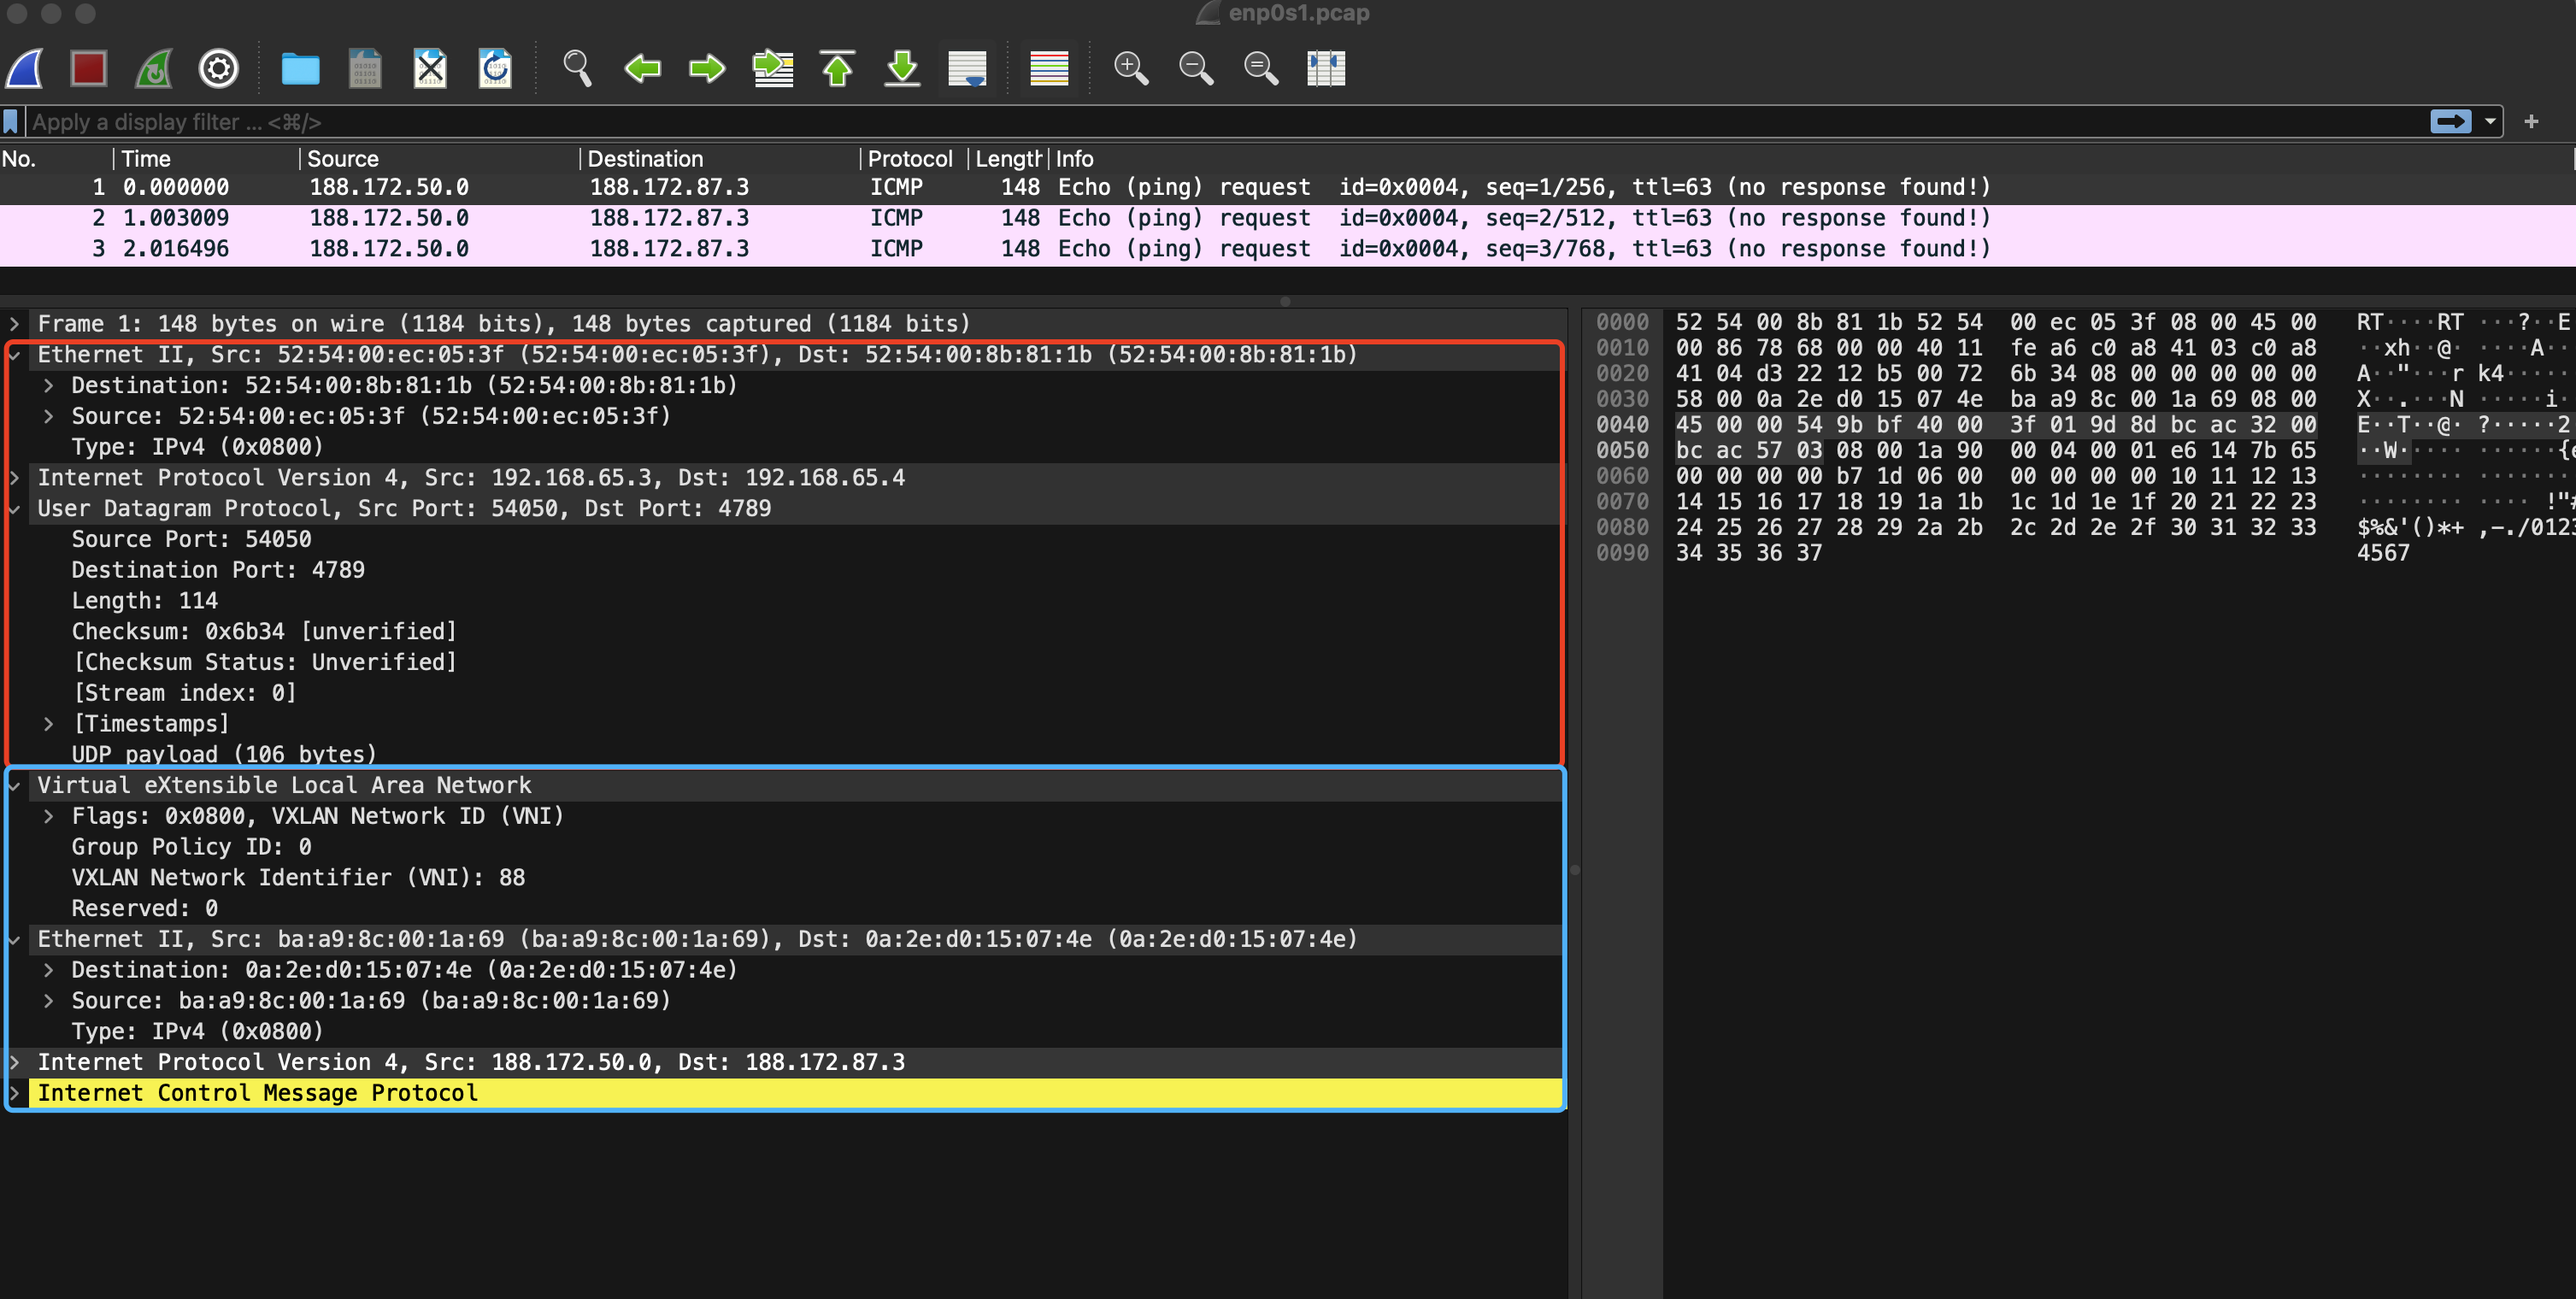 enp0s1.pcap
Apply a display filter ... <⌘/>
No. Time Source Destination Protocol Length Info
1 0.000000 188.172.50.0 188.172.87.3 ICMP 148 Echo (ping) request id=0x0004, seq=1/256, ttl=63 (no response found!)
2 1.003009 188.172.50.0 188.172.87.3 ICMP 148 Echo (ping) request id=0x0004, seq=2/512, ttl=63 (no response found!)
3 2.016496 188.172.50.0 188.172.87.3 ICMP 148 Echo (ping) request id=0x0004, seq=3/768, ttl=63 (no response found!)
Frame 1: 148 bytes on wire (1184 bits), 148 bytes captured (1184 bits)
Ethernet II, Src: 52:54:00:ec:05:3f (52:54:00:ec:05:3f), Dst: 52:54:00:8b:81:1b (52:54:00:8b:81:1b)
Destination: 52:54:00:8b:81:1b (52:54:00:8b:81:1b)
Source: 52:54:00:ec:05:3f (52:54:00:ec:05:3f)
Type: IPv4 (0x0800)
Internet Protocol Version 4, Src: 192.168.65.3, Dst: 192.168.65.4
User Datagram Protocol, Src Port: 54050, Dst Port: 4789
Source Port: 54050
Destination Port: 4789
Length: 114
Checksum: 0x6b34 [unverified]
[Checksum Status: Unverified]
[Stream index: 0]
[Timestamps]
UDP payload (106 bytes)
Virtual eXtensible Local Area Network
Flags: 0x0800, VXLAN Network ID (VNI)
Group Policy ID: 0
VXLAN Network Identifier (VNI): 88
Reserved: 0
Ethernet II, Src: ba:a9:8c:00:1a:69 (ba:a9:8c:00:1a:69), Dst: 0a:2e:d0:15:07:4e (0a:2e:d0:15:07:4e)
Destination: 0a:2e:d0:15:07:4e (0a:2e:d0:15:07:4e)
Source: ba:a9:8c:00:1a:69 (ba:a9:8c:00:1a:69)
Type: IPv4 (0x0800)
Internet Protocol Version 4, Src: 188.172.50.0, Dst: 188.172.87.3
Internet Control Message Protocol
0000 52 54 00 8b 81 1b 52 54 00 ec 05 3f 08 00 45 00 RT····RT ···?··E
0010 00 86 78 68 00 00 40 11 fe a6 c0 a8 41 03 c0 a8 ··xh··@· ····A··
0020 41 04 d3 22 12 b5 00 72 6b 34 08 00 00 00 00 00 A··"···r k4·····
0030 58 00 0a 2e d0 15 07 4e ba a9 8c 00 1a 69 08 00 X··.···N ·····i·
0040 45 00 00 54 9b bf 40 00 3f 01 9d 8d bc ac 32 00 E··T··@· ?·····2
0050 bc ac 57 03 08 00 1a 90 00 04 00 01 e6 14 7b 65 ··W····· ······{e
0060 00 00 00 00 b7 1d 06 00 00 00 00 00 10 11 12 13 ········ ········
0070 14 15 16 17 18 19 1a 1b 1c 1d 1e 1f 20 21 22 23 ········ ···· !"#
0080 24 25 26 27 28 29 2a 2b 2c 2d 2e 2f 30 31 32 33 $%&'()*+ ,-./0123
0090 34 35 36 37 4567